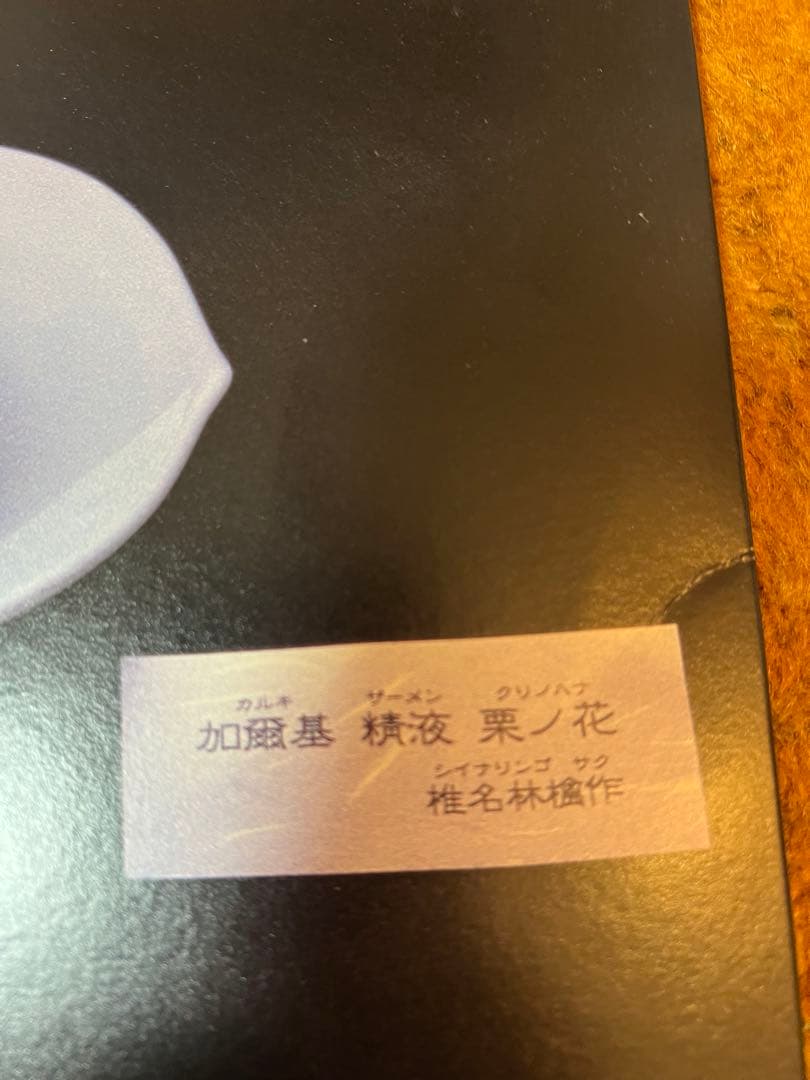 カルキ ザーメン クリノハナ
加爾基 精液 栗ノ花
シイナリンゴ サク
椎名林檎作